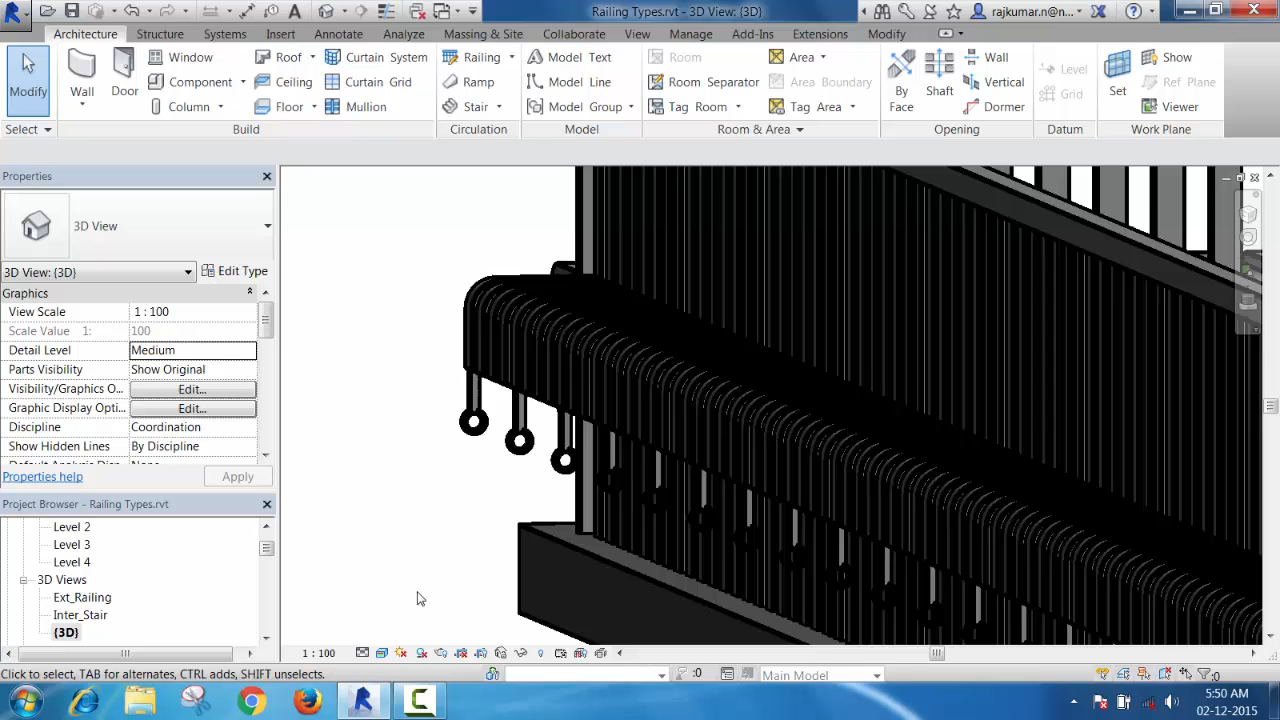 Railing Types.rvt - 3D View: {3D}
rajkumar.n@n...
Architecture Structure Systems Insert Annotate Analyze Massing & Site Collaborate View Manage Add-Ins Extensions Modify
Modify
Wall
Door
Window
Component
Column
Roof
Ceiling
Floor
Curtain System
Curtain Grid
Mullion
Railing
Ramp
Stair
Model Text
Model Line
Model Group
Room
Room Separator
Tag Room
Area
Area Boundary
Tag Area
By Face
Shaft
Wall
Vertical
Dormer
Level
Grid
Set
Show
Ref Plane
Viewer
Select Build Circulation Model Room & Area Opening Datum Work Plane
Properties
3D View
3D View: {3D} Edit Type
Graphics
View Scale 1 : 100
Scale Value 1: 100
Detail Level Medium
Parts Visibility Show Original
Visibility/Graphics O... Edit...
Graphic Display Opti... Edit...
Discipline Coordination
Show Hidden Lines By Discipline
Properties help Apply
Project Browser - Railing Types.rvt
Level 2
Level 3
Level 4
3D Views
Ext_Railing
Inter_Stair
{3D}
1 : 100
Click to select, TAB for alternates, CTRL adds, SHIFT unselects.
:0
Main Model
:0
5:50 AM
02-12-2015